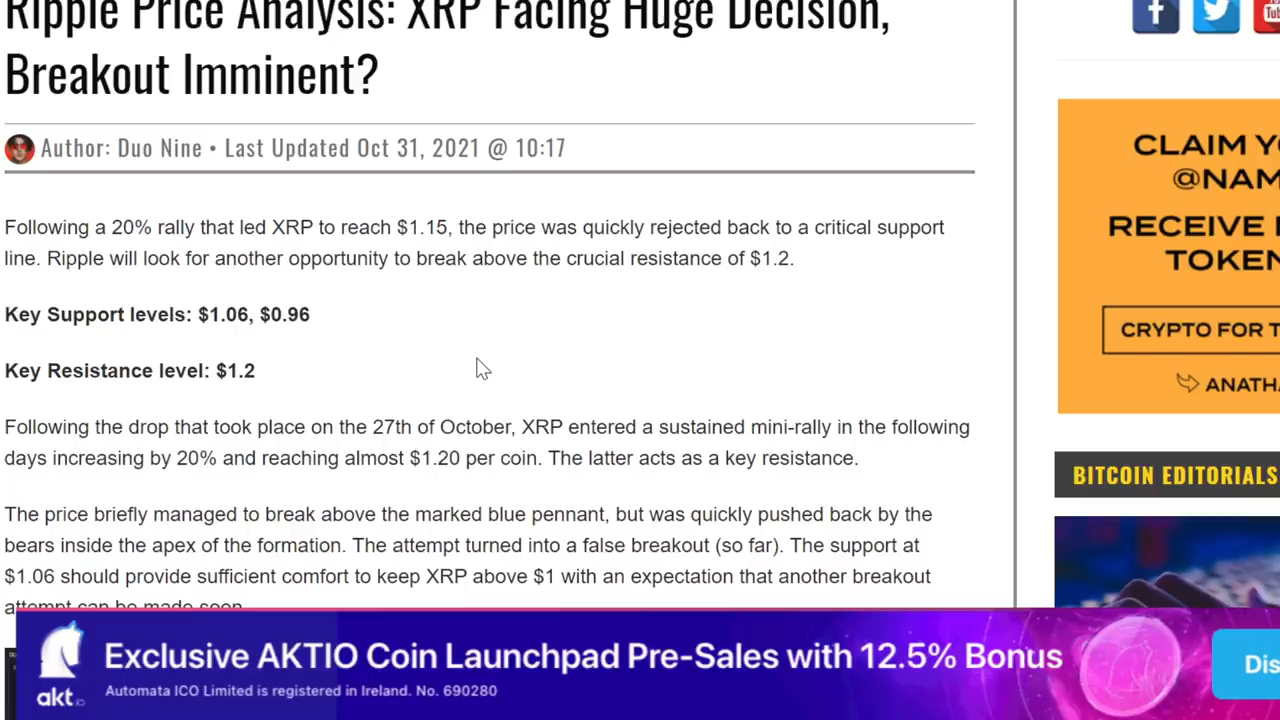 Ripple Price Analysis: XRP Facing Huge Decision,
Breakout Imminent?
Author: Duo Nine • Last Updated Oct 31, 2021 @ 10:17
Following a 20% rally that led XRP to reach $1.15, the price was quickly rejected back to a critical support
line. Ripple will look for another opportunity to break above the crucial resistance of $1.2.
Key Support levels: $1.06, $0.96
Key Resistance level: $1.2
Following the drop that took place on the 27th of October, XRP entered a sustained mini-rally in the following
days increasing by 20% and reaching almost $1.20 per coin. The latter acts as a key resistance.
The price briefly managed to break above the marked blue pennant, but was quickly pushed back by the
bears inside the apex of the formation. The attempt turned into a false breakout (so far). The support at
$1.06 should provide sufficient comfort to keep XRP above $1 with an expectation that another breakout
attempt can be made soon.
CLAIM
@NAM
RECEIVE
TOKEN
CRYPTO FOR T
ANATH
BITCOIN EDITORIALS
Exclusive AKTIO Coin Launchpad Pre-Sales with 12.5% Bonus
Automata ICO Limited is registered in Ireland. No. 690280
akt.io
Dis